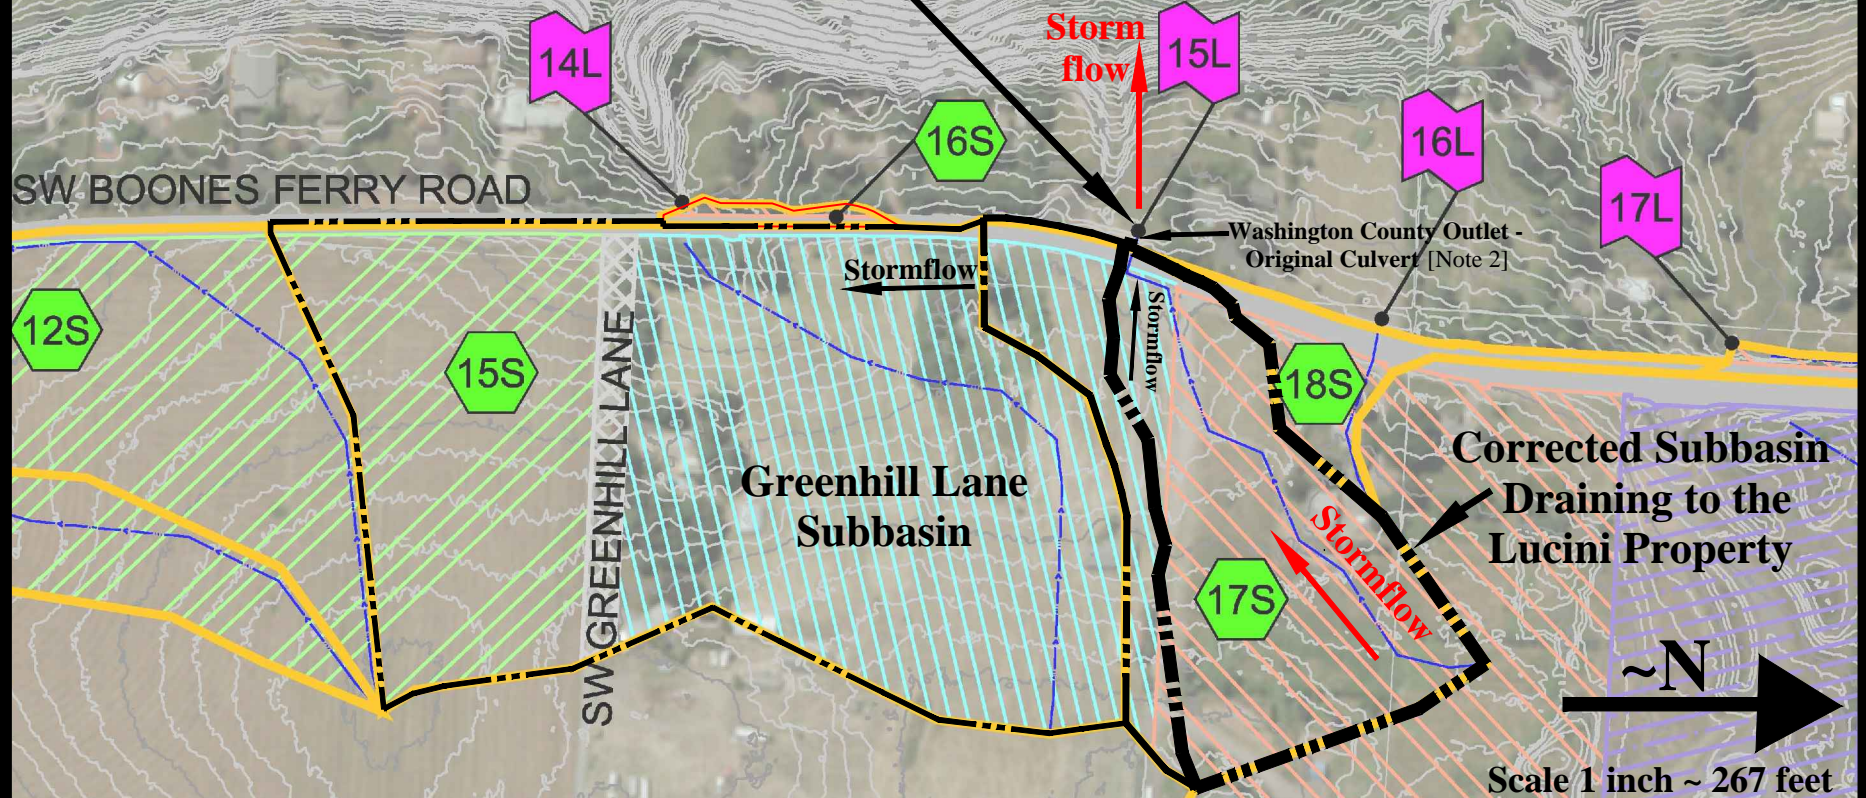 Storm
flow
14L
15L
16S
16L
17L
SW BOONES FERRY ROAD
Washington County Outlet -
Original Culvert [Note 2]
Stormflow
Stormflow
12S
15S
18S
SW GREENHILL LANE
Greenhill Lane
Subbasin
Corrected Subbasin
Draining to the
Lucini Property
Stormflow
17S
~N
Scale 1 inch ~ 267 feet